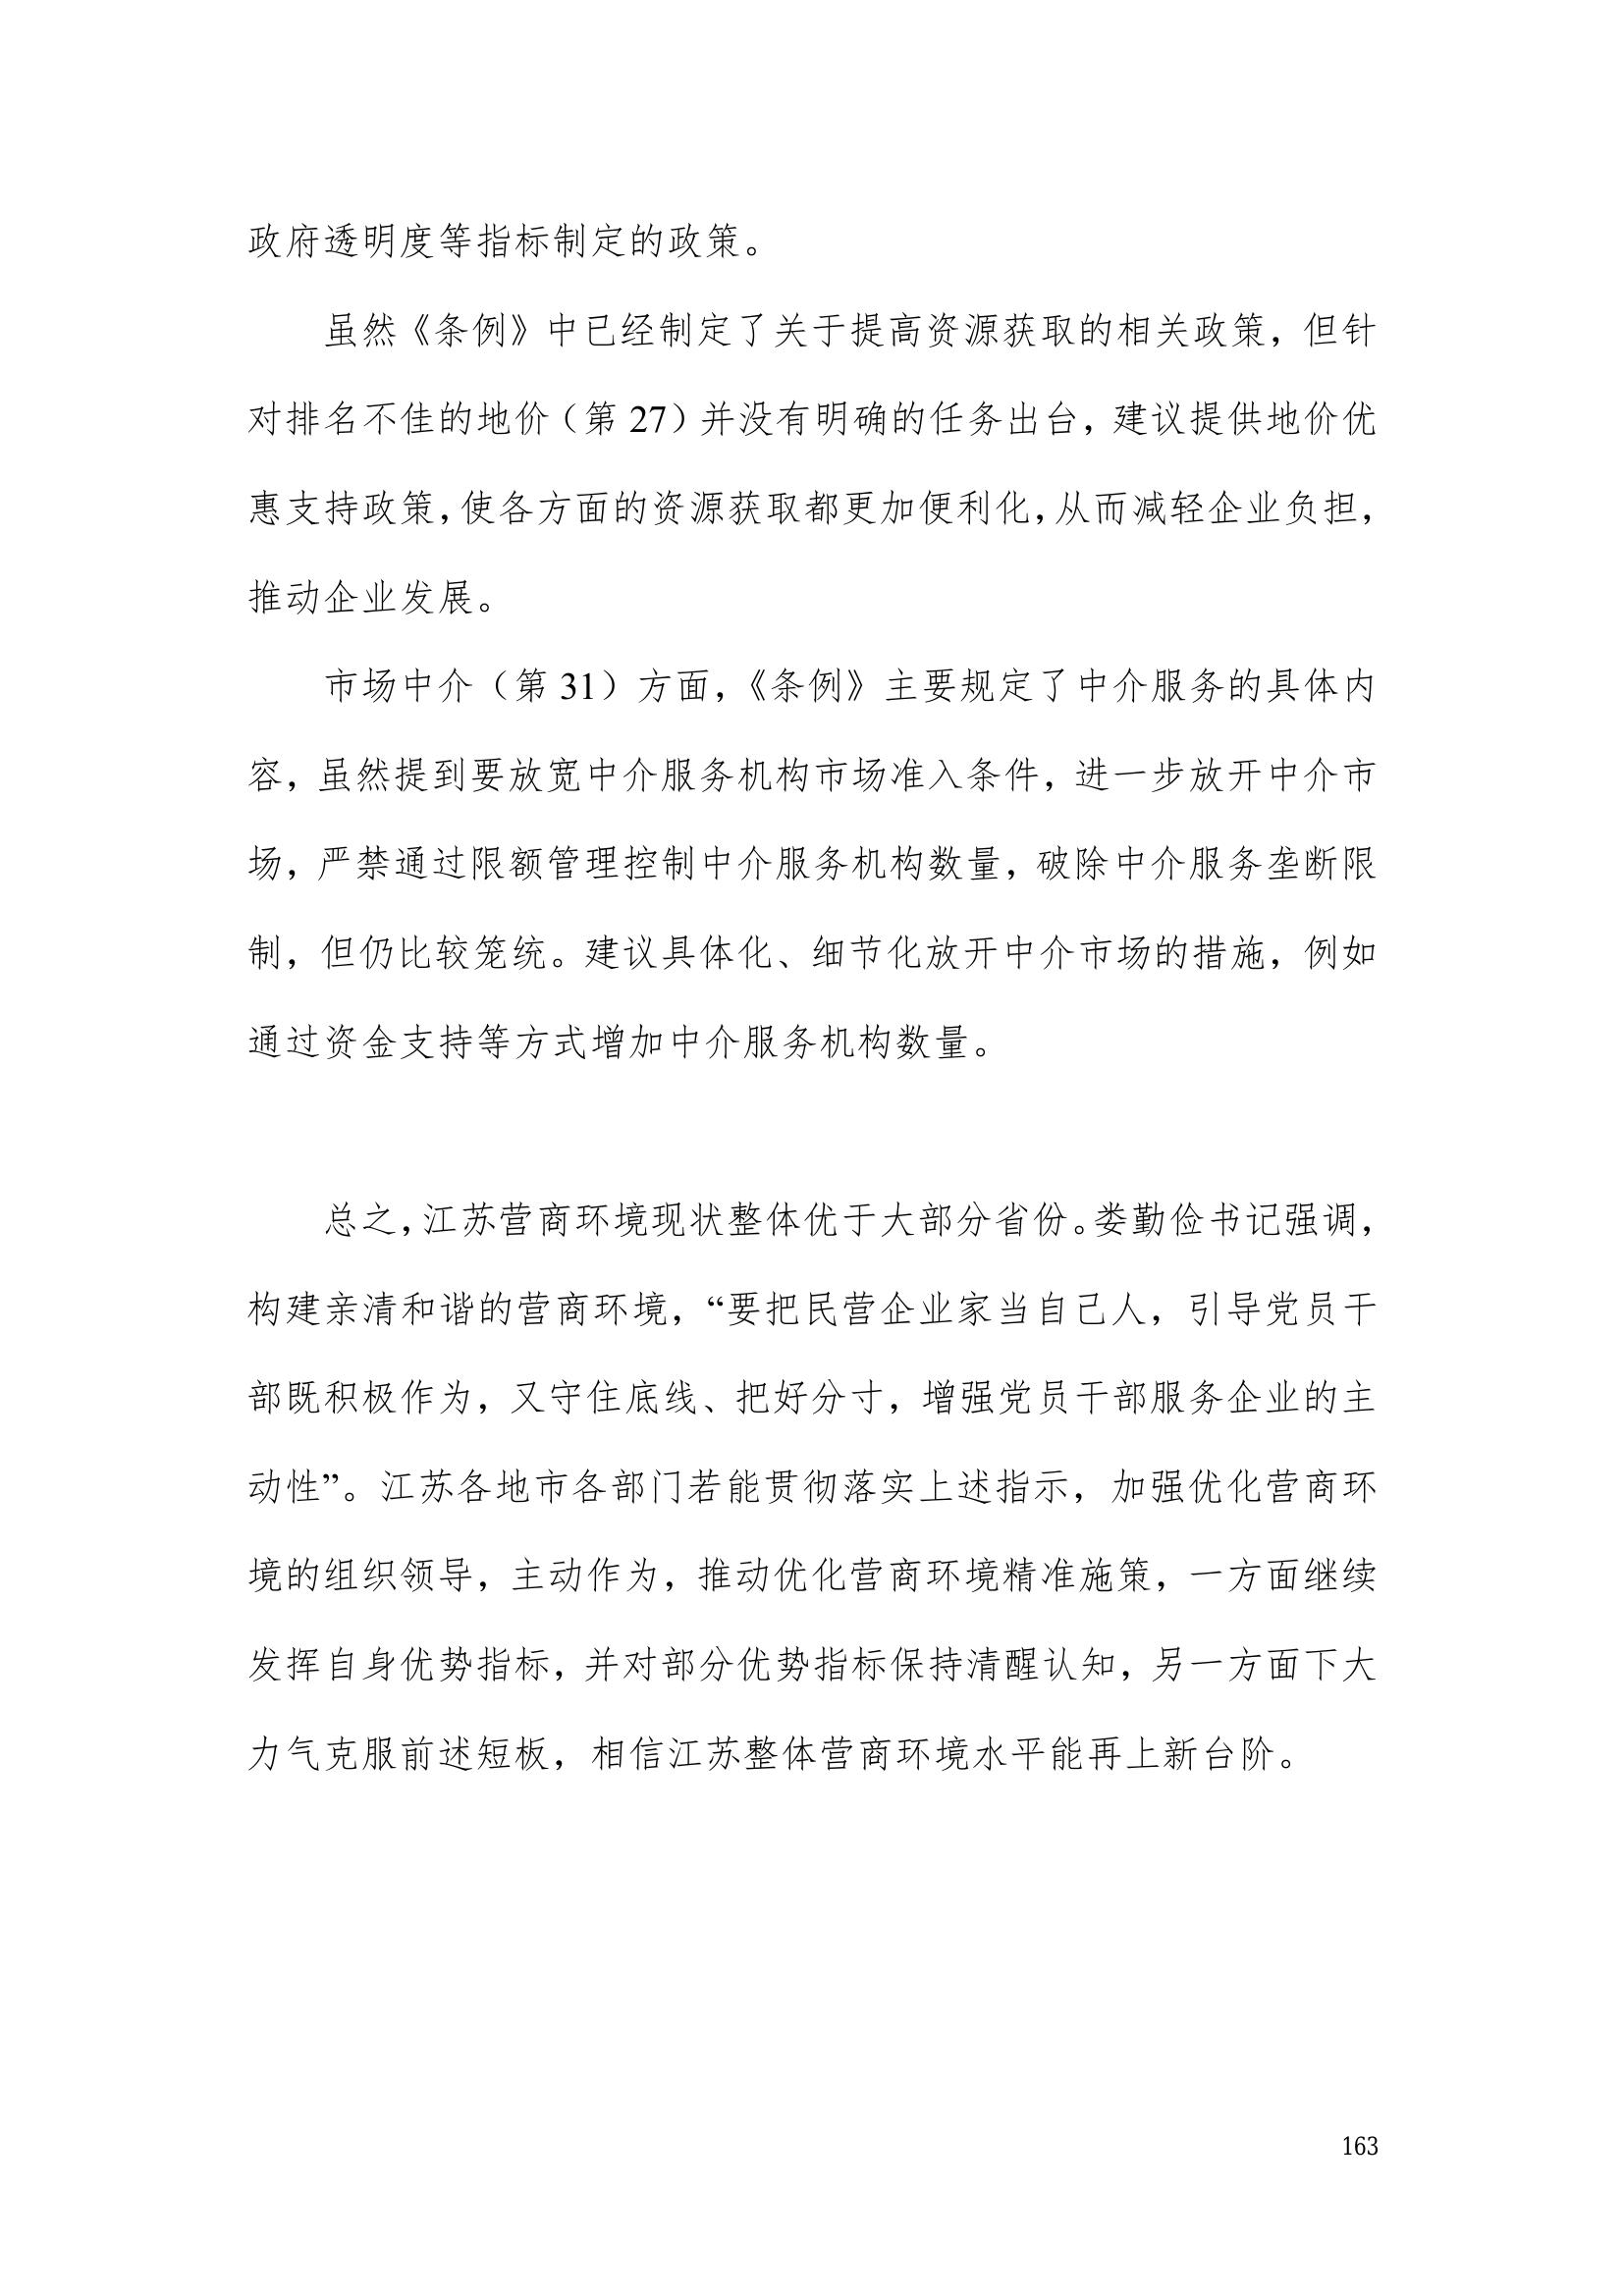 政府透明度等指标制定的政策。
虽然《条例》中已经制定了关于提高资源获取的相关政策，但针
对排名不佳的地价（第 27）并没有明确的任务出台，建议提供地价优
惠支持政策，使各方面的资源获取都更加便利化，从而减轻企业负担，
推动企业发展。
市场中介（第 31）方面，《条例》主要规定了中介服务的具体内
容，虽然提到要放宽中介服务机构市场准入条件，进一步放开中介市
场，严禁通过限额管理控制中介服务机构数量，破除中介服务垄断限
制，但仍比较笼统。建议具体化、细节化放开中介市场的措施，例如
通过资金支持等方式增加中介服务机构数量。
总之，江苏营商环境现状整体优于大部分省份。娄勤俭书记强调，
构建亲清和谐的营商环境，“要把民营企业家当自己人，引导党员干
部既积极作为，又守住底线、把好分寸，增强党员干部服务企业的主
动性”。江苏各地市各部门若能贯彻落实上述指示，加强优化营商环
境的组织领导，主动作为，推动优化营商环境精准施策，一方面继续
发挥自身优势指标，并对部分优势指标保持清醒认知，另一方面下大
力气克服前述短板，相信江苏整体营商环境水平能再上新台阶。
163